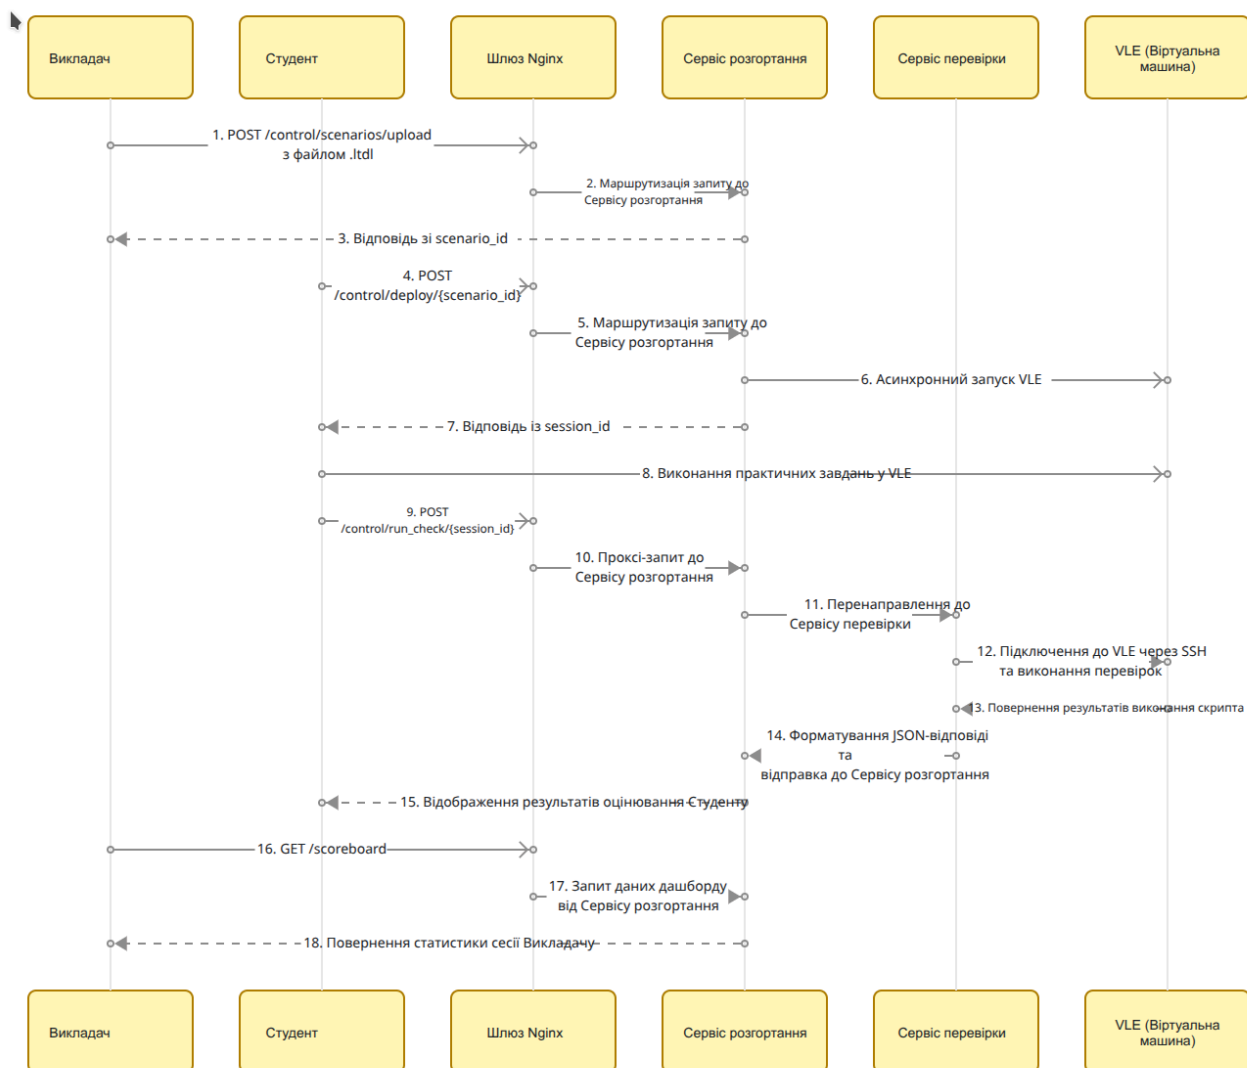 Викладач
Студент
Шлюз Nginx
Сервіс розгортання
Сервіс перевірки
VLE (Віртуальна
машина)
1. POST /control/scenarios/upload
з файлом .ltdl
2. Маршрутизація запиту до
Сервісу розгортання
3. Відповідь зі scenario_id
4. POST
/control/deploy/{scenario_id}
5. Маршрутизація запиту до
Сервісу розгортання
6. Асинхронний запуск VLE
7. Відповідь із session_id
8. Виконання практичних завдань у VLE
9. POST
/control/run_check/{session_id}
10. Проксі-запит до
Сервісу розгортання
11. Перенаправлення до
Сервісу перевірки
12. Підключення до VLE через SSH
та виконання перевірок
13. Повернення результатів виконання скрипта
14. Форматування JSON-відповіді
та
відправка до Сервісу розгортання
15. Відображення результатів оцінювання Студенту
16. GET /scoreboard
17. Запит даних дашборду
від Сервісу розгортання
18. Повернення статистики сесії Викладачу
Викладач
Студент
Шлюз Nginx
Сервіс розгортання
Сервіс перевірки
VLE (Віртуальна
машина)